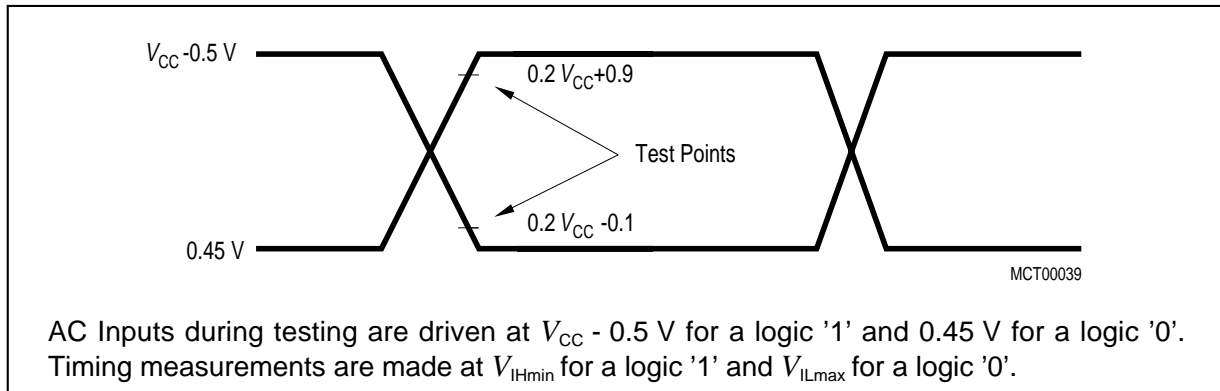 VCC -0.5 V
0.2 VCC+0.9
Test Points
0.2 VCC -0.1
0.45 V
MCT00039
AC Inputs during testing are driven at VCC - 0.5 V for a logic ’1’ and 0.45 V for a logic ’0’.
Timing measurements are made at VIHmin for a logic ’1’ and VILmax for a logic ’0’.